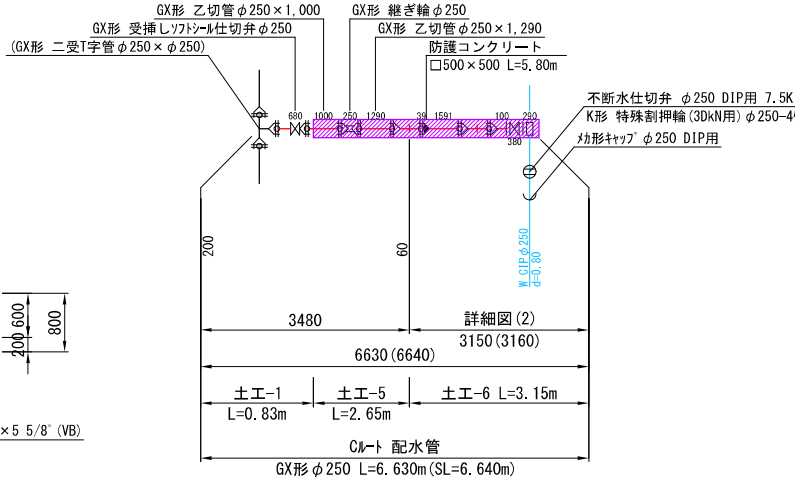 GX形 乙切管φ250×1,000
GX形 継ぎ輪φ250
GX形 受挿しソフトシール仕切弁φ250
GX形 乙切管φ250×1,290
(GX形 二受T字管φ250×φ250)
防護コンクリート
□500×500 L=5.80m
不断水仕切弁 φ250 DIP用 7.5K
K形 特殊割押輪(3DkN用)φ250-4
メカ形キャップ φ250 DIP用
680
1000
250
1290
39
1591
100
290
380
W CIPφ250
d=0.80
200
60
200 600
800
3480
詳細図(2)
3150(3160)
6630(6640)
土工-1
L=0.83m
土工-5
L=2.65m
土工-6 L=3.15m
×5 5/8°(VB)
Cルート 配水管
GX形φ250 L=6.630m(SL=6.640m)